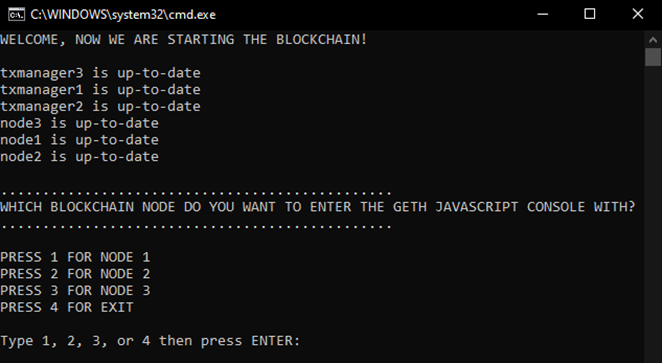 C:\WINDOWS\system32\cmd.exe
WELCOME, NOW WE ARE STARTING THE BLOCKCHAIN!
txmanager3 is up-to-date
txmanager1 is up-to-date
txmanager2 is up-to-date
node3 is up-to-date
node1 is up-to-date
node2 is up-to-date
...............................................
WHICH BLOCKCHAIN NODE DO YOU WANT TO ENTER THE GETH JAVASCRIPT CONSOLE WITH?
...............................................
PRESS 1 FOR NODE 1
PRESS 2 FOR NODE 2
PRESS 3 FOR NODE 3
PRESS 4 FOR EXIT
Type 1, 2, 3, or 4 then press ENTER: